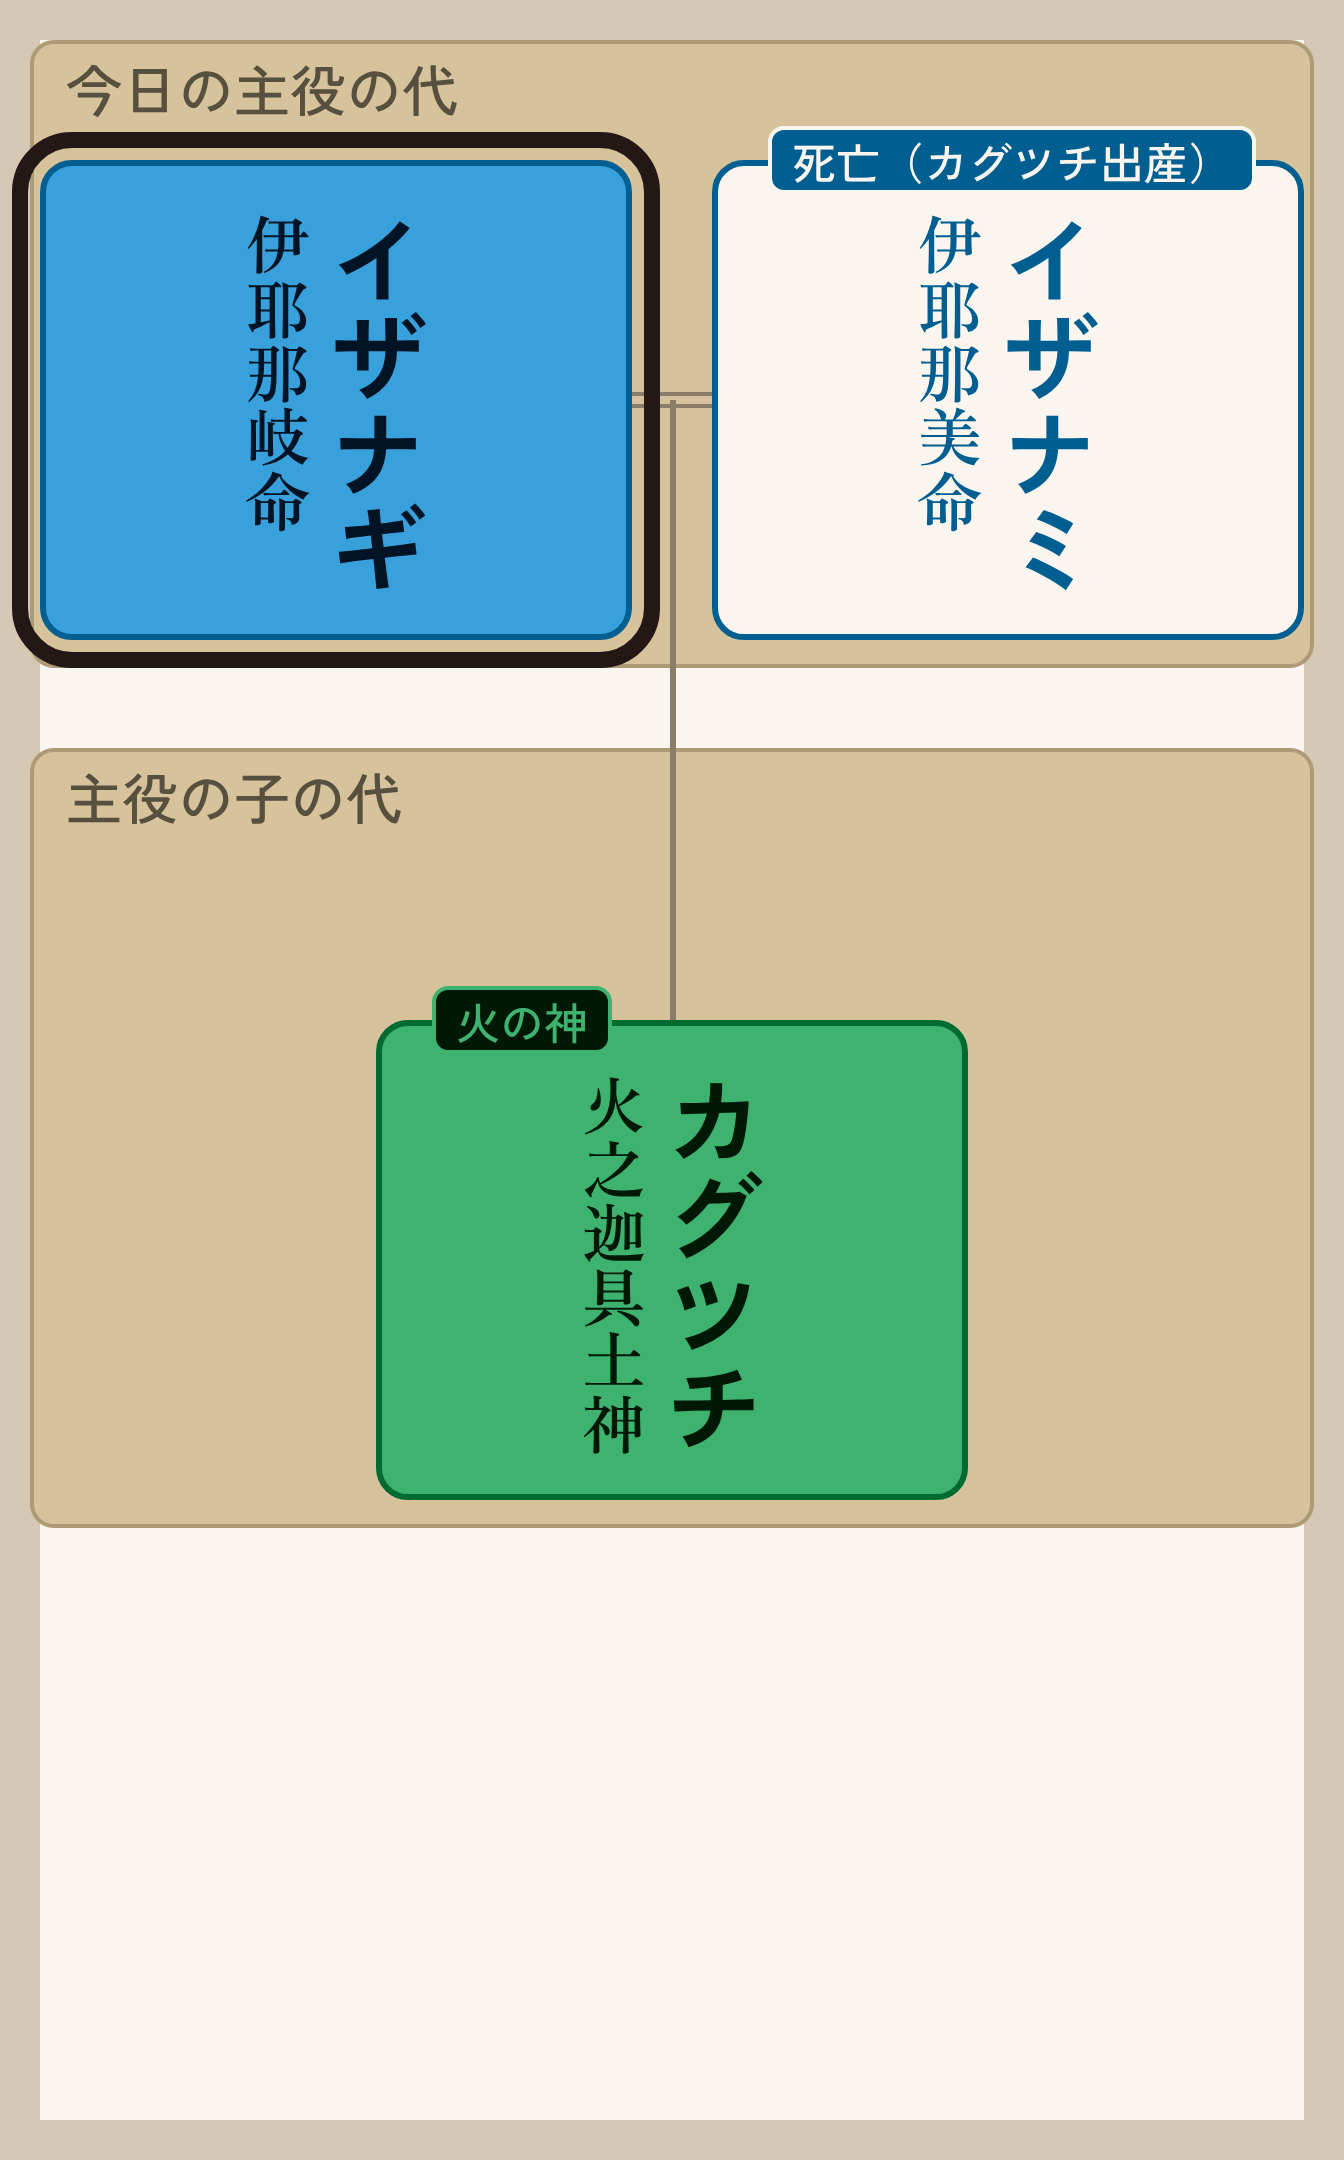 今日の主役の代
イザナギ
伊耶那岐命
死亡（カグツチ出産）
イザナミ
伊耶那美命
主役の子の代
火の神
カグツチ
火之迦具土神